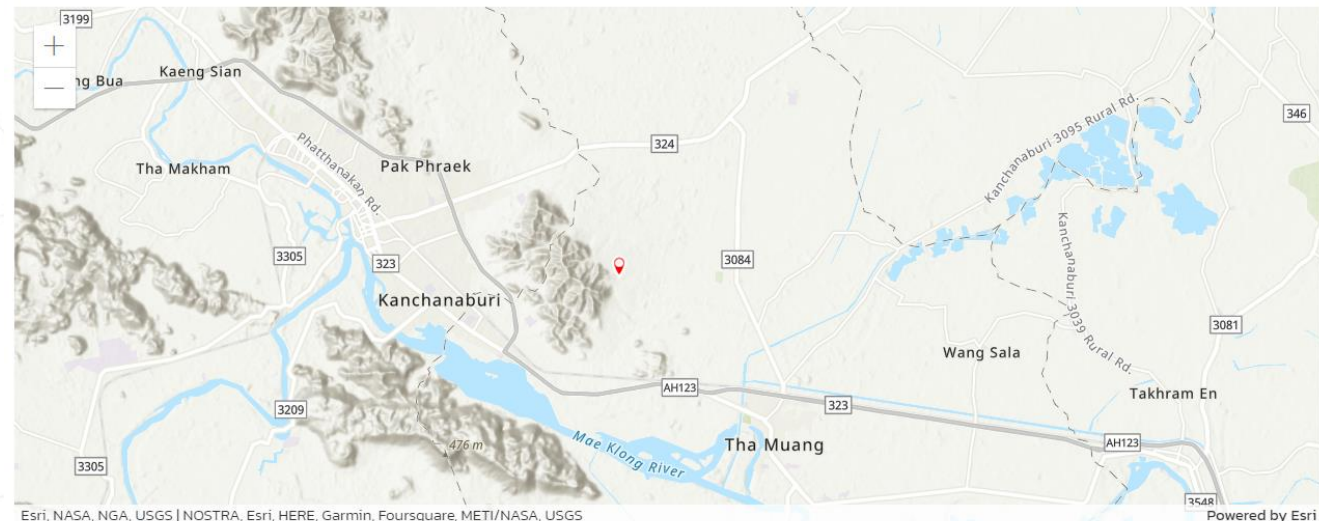 3199
+
−
ng Bua
Kaeng Sian
346
Kanchanaburi 3095 Rural Rd.
Phatthanakan Rd.
324
Tha Makham
Pak Phraek
3305
323
3084
Kanchanaburi 3039 Rural Rd.
Kanchanaburi
3081
Wang Sala
AH123
Takhram En
323
3209
476 m
Mae Klong River
Tha Muang
AH123
3305
3548
Esri, NASA, NGA, USGS | NOSTRA, Esri, HERE, Garmin, Foursquare, METI/NASA, USGS
Powered by Esri